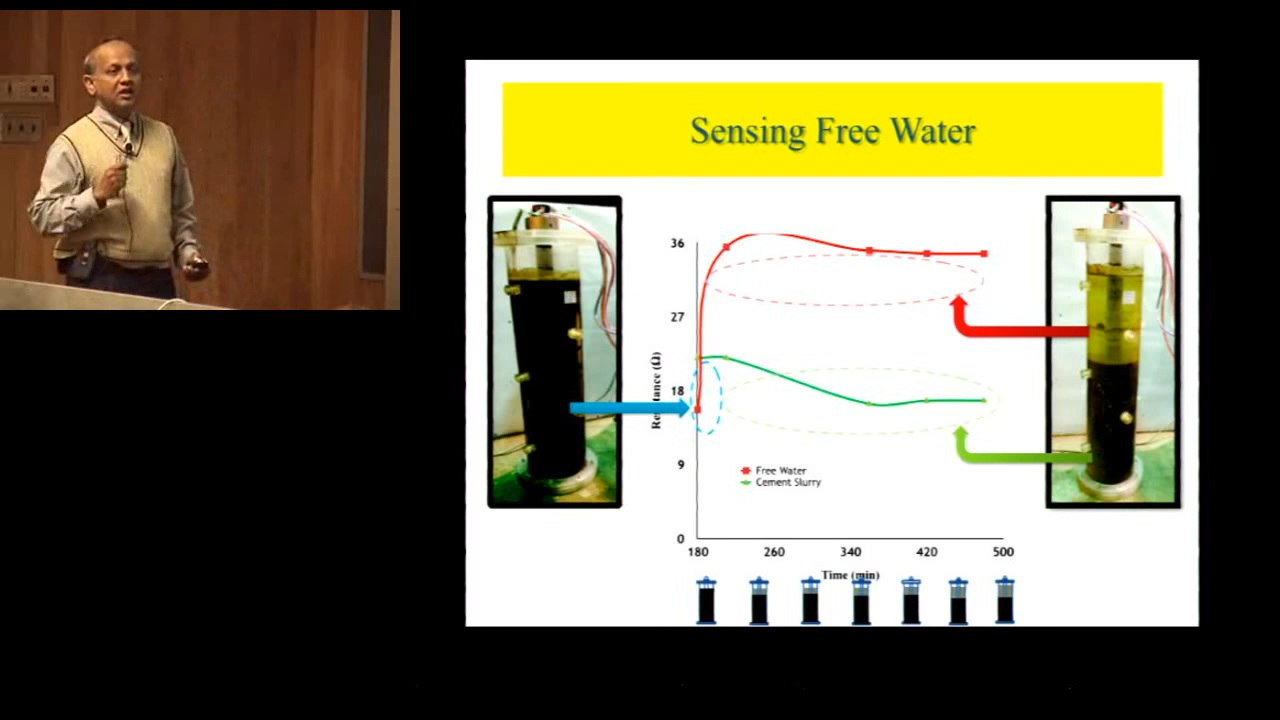 Sensing Free Water
36
27
18
9
0
180 260 340 420 500
Time (min)
Free Water
Cement Slurry